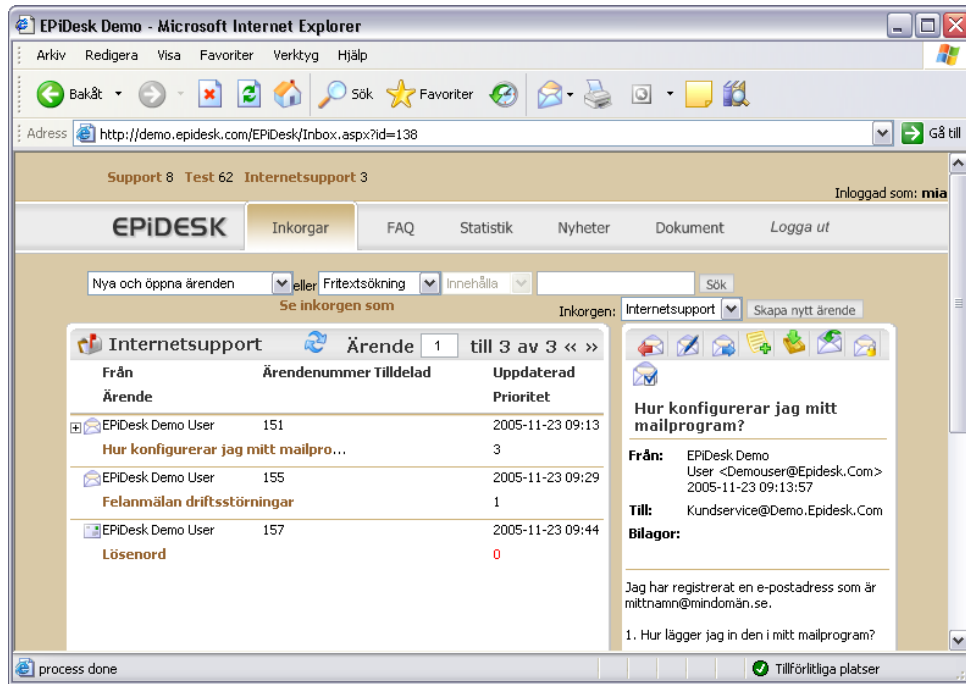 EPiDesk Demo - Microsoft Internet Explorer
Arkiv Redigera Visa Favoriter Verktyg Hjälp
Bakåt Sök Favoriter
Adress http://demo.epidesk.com/EPiDesk/Inbox.aspx?id=138 Gå till
Support 8 Test 62 Internetsupport 3
Inloggad som: mia
EPiDESK Inkorgar FAQ Statistik Nyheter Dokument Logga ut
Nya och öppna ärenden eller Fritextsökning Innehålla Sök
Se inkorgen som
Inkorgen: Internetsupport Skapa nytt ärende
Internetsupport Ärende 1 till 3 av 3 « »
Från Ärendenummer Tilldelad Uppdaterad
Ärende Prioritet
EPiDesk Demo User 151 2005-11-23 09:13
Hur konfigurerar jag mitt mailpro... 3
EPiDesk Demo User 155 2005-11-23 09:29
Felanmälan driftsstörningar 1
EPiDesk Demo User 157 2005-11-23 09:44
Lösenord 0
Hur konfigurerar jag mitt
mailprogram?
Från: EPiDesk Demo
User <Demouser@Epidesk.Com>
2005-11-23 09:13:57
Till: Kundservice@Demo.Epidesk.Com
Bilagor:
Jag har registrerat en e-postadress som är
mittnamn@mindomän.se.
1. Hur lägger jag in den i mitt mailprogram?
process done Tillförlitliga platser